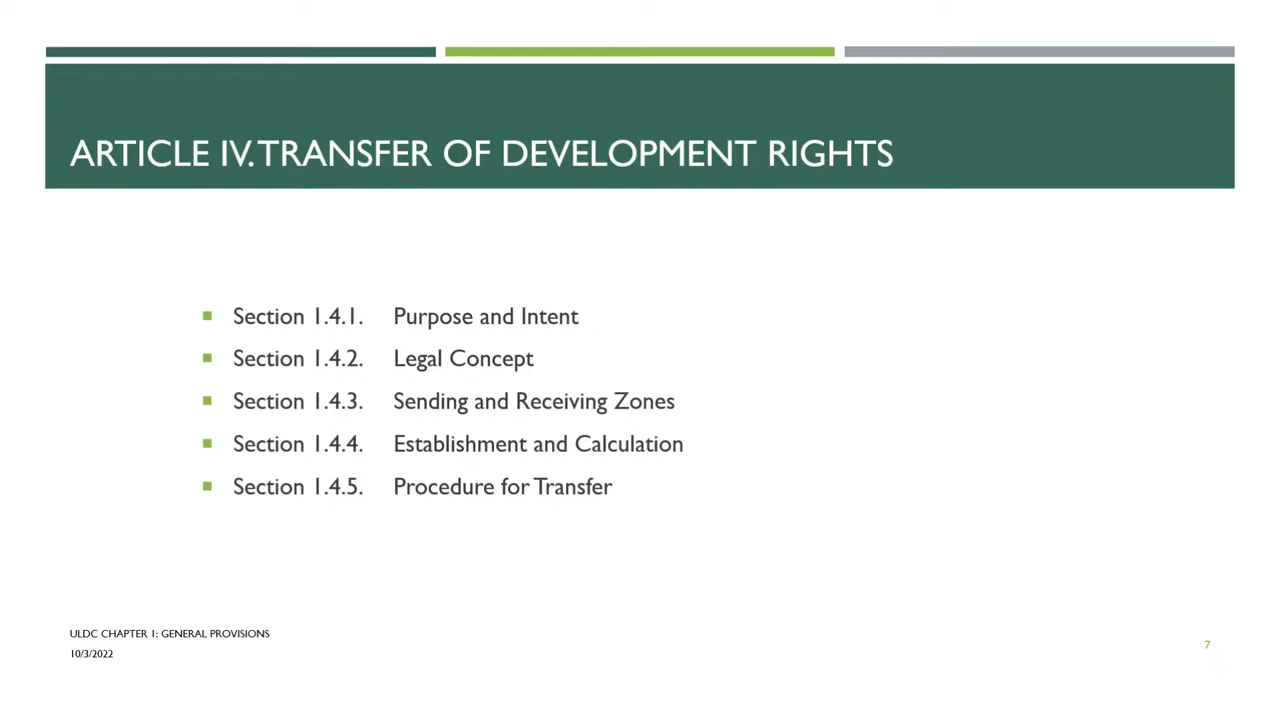 ARTICLE IV. TRANSFER OF DEVELOPMENT RIGHTS
Section 1.4.1. Purpose and Intent
Section 1.4.2. Legal Concept
Section 1.4.3. Sending and Receiving Zones
Section 1.4.4. Establishment and Calculation
Section 1.4.5. Procedure for Transfer
ULDC CHAPTER 1: GENERAL PROVISIONS
10/3/2022
7